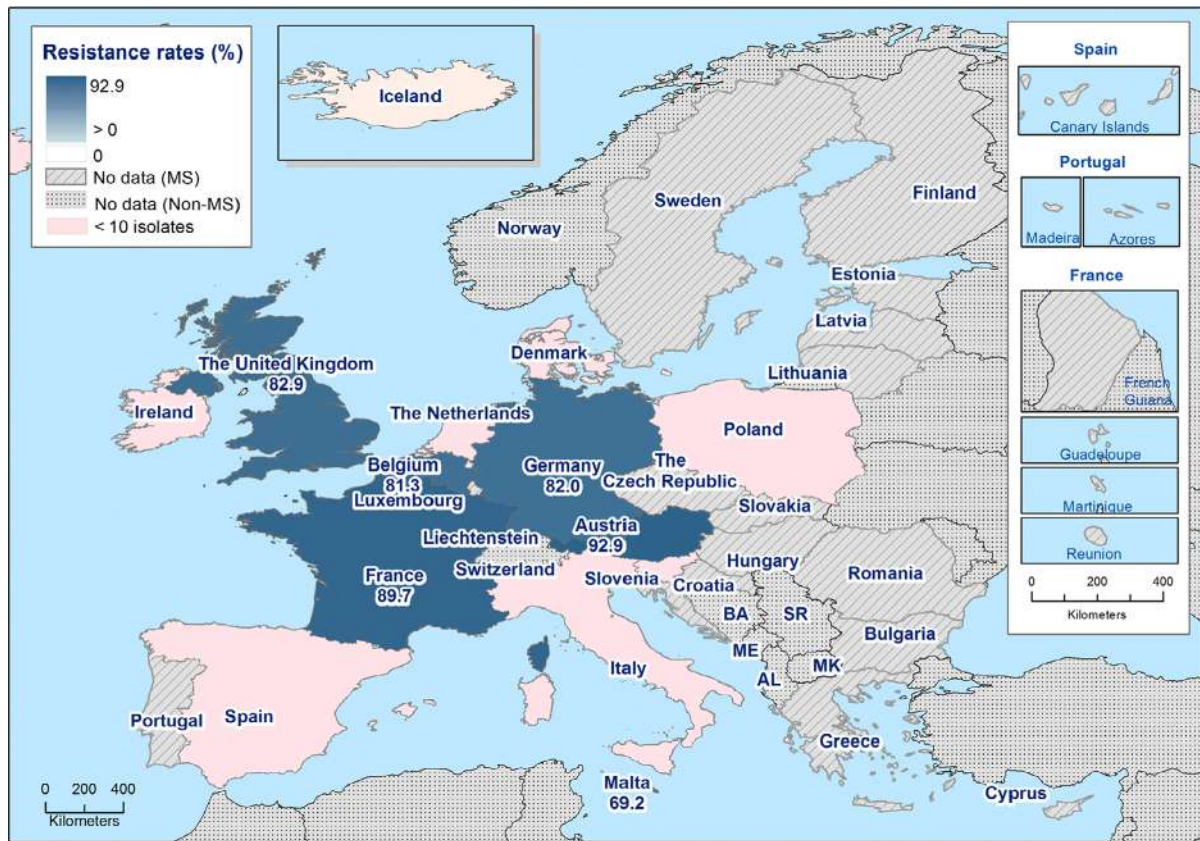 Resistance rates (%)
92.9
> 0
0
No data (MS)
No data (Non-MS)
< 10 isolates
Iceland
Spain
Canary Islands
Portugal
Madeira
Azores
France
French
Guiana
Guadeloupe
Martinique
Reunion
0 200 400
Kilometers
Norway
Sweden
Finland
Estonia
Latvia
Lithuania
Denmark
The United Kingdom
82.9
Ireland
The Netherlands
Poland
Belgium
81.3
Luxembourg
Germany
82.0
The
Czech Republic
Slovakia
Austria
92.9
Liechtenstein
Switzerland
Hungary
Slovenia
Croatia
Romania
France
89.7
BA
SR
Bulgaria
ME
MK
AL
Italy
Portugal
Spain
Greece
Malta
69.2
Cyprus
0 200 400
Kilometers